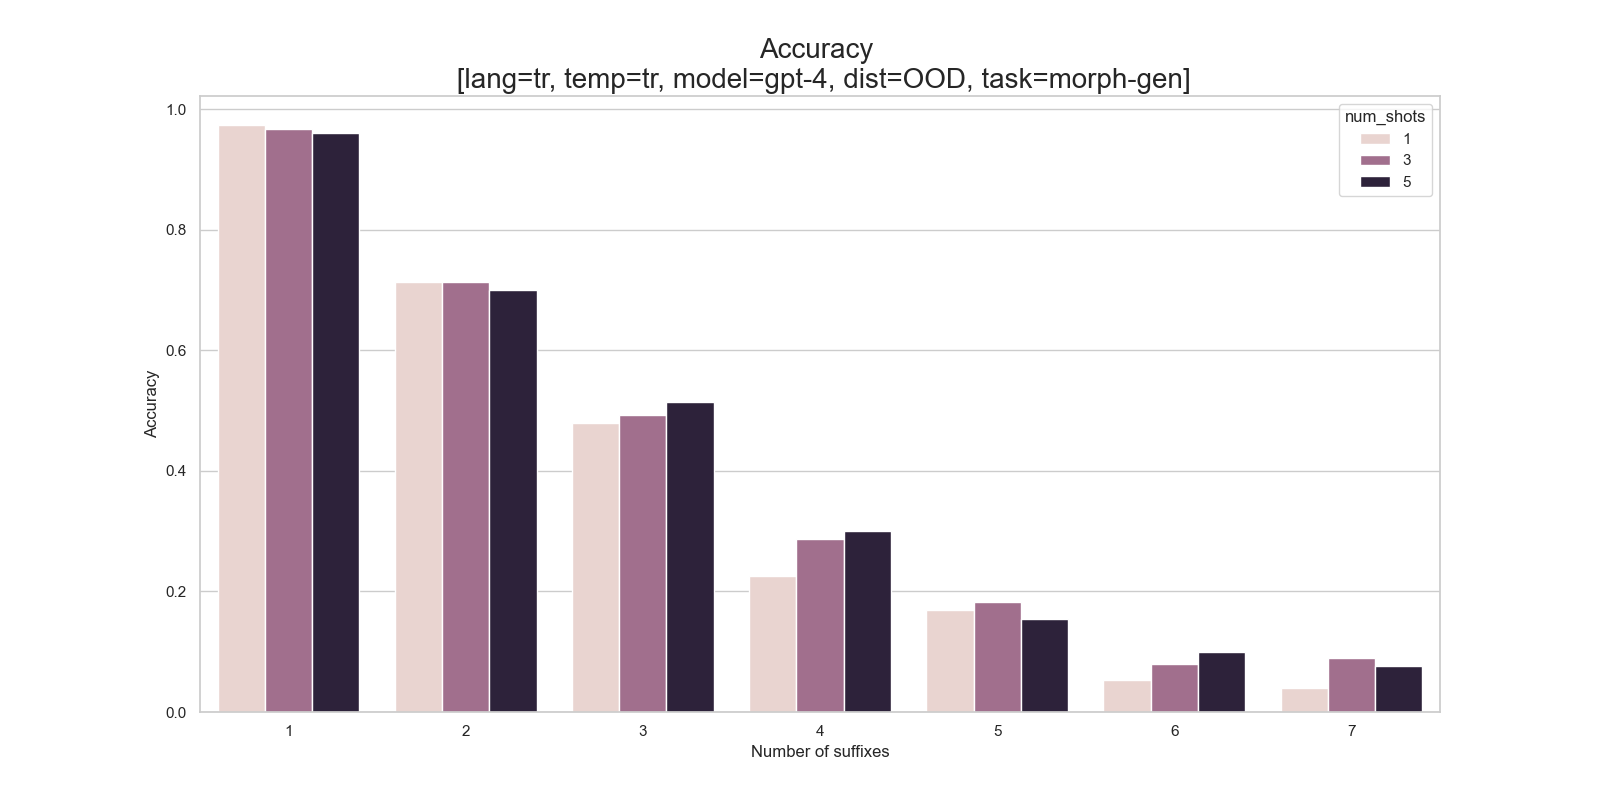 Accuracy
[lang=tr, temp=tr, model=gpt-4, dist=OOD, task=morph-gen]
num_shots
1
3
5
1.0
0.8
0.6
0.4
0.2
0.0
Accuracy
1 2 3 4 5 6 7
Number of suffixes